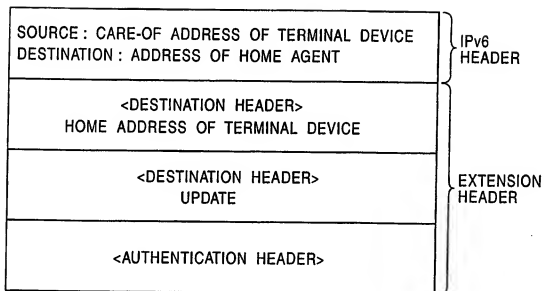 SOURCE : CARE-OF ADDRESS OF TERMINAL DEVICE
DESTINATION : ADDRESS OF HOME AGENT
IPv6
HEADER
<DESTINATION HEADER>
HOME ADDRESS OF TERMINAL DEVICE
<DESTINATION HEADER>
UPDATE
EXTENSION
HEADER
<AUTHENTICATION HEADER>